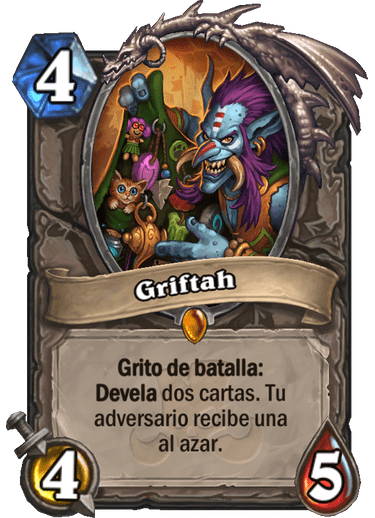 4
Griftah
Grito de batalla:
Devela dos cartas. Tu
adversario recibe una
al azar.
4
5